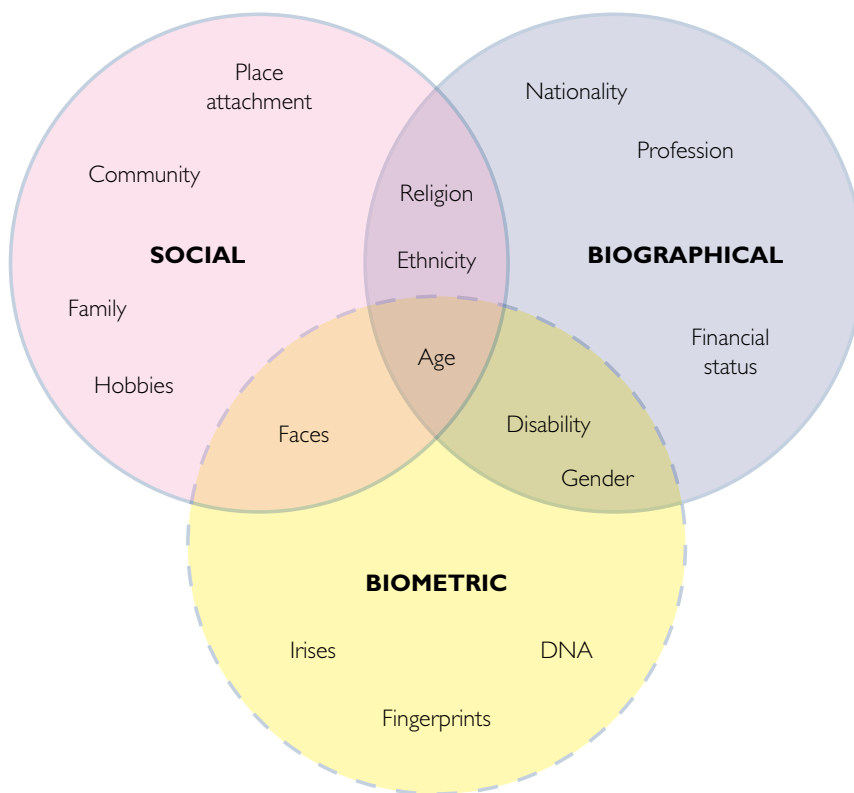 Place
attachment
Nationality
Profession
Community
Religion
SOCIAL
Ethnicity
BIOGRAPHICAL
Family
Financial
status
Age
Hobbies
Disability
Faces
Gender
BIOMETRIC
Irises
DNA
Fingerprints